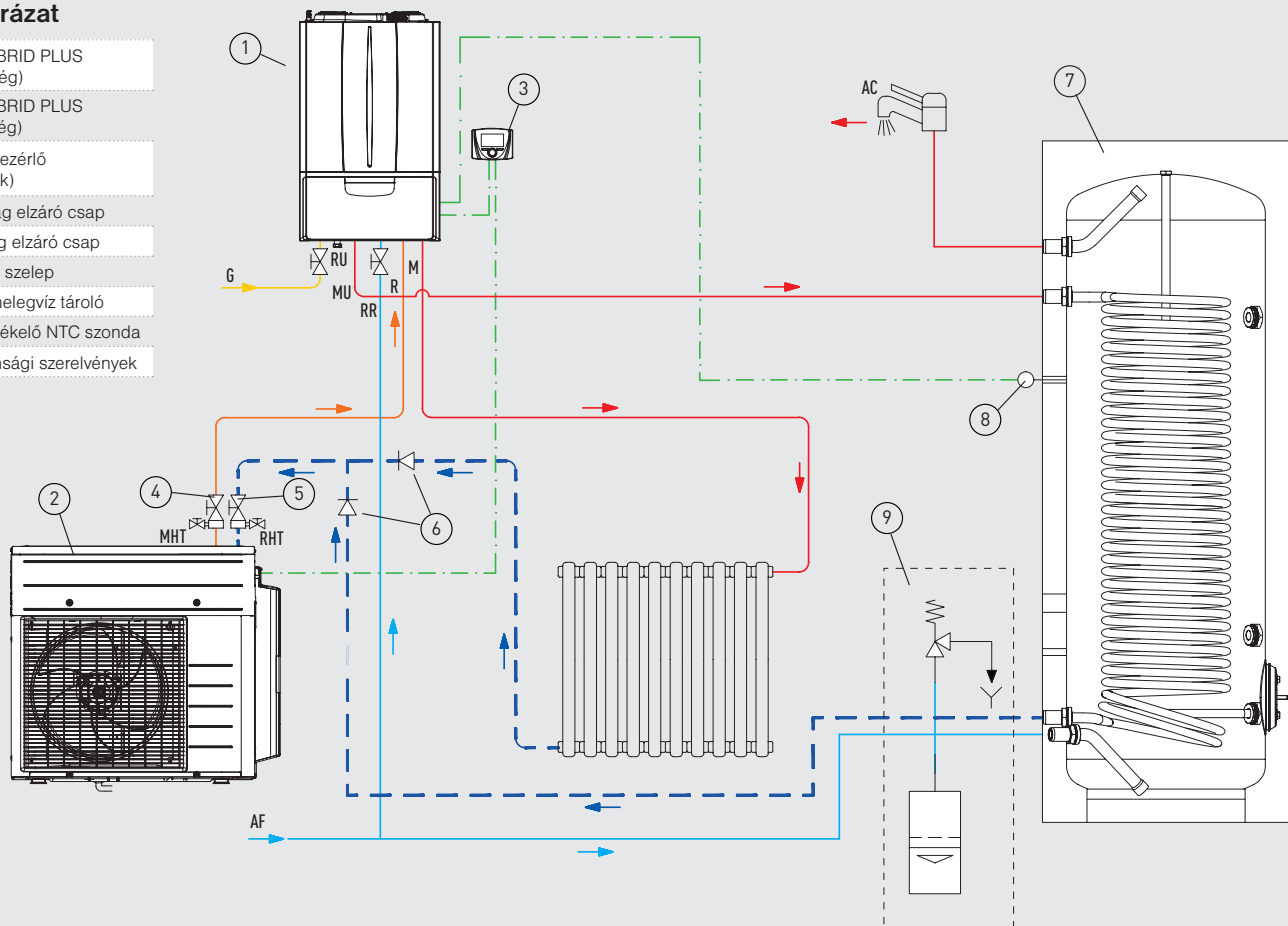 rázat
BRID PLUS
ég)
BRID PLUS
ég)
ezérlő
k)
g elzáró csap
g elzáró csap
szelep
nelegvíz tároló
ékelő NTC szonda
sági szerelvények
1
3
AC
7
G
RU
M
MU
R
RR
8
2
4
5
6
9
MHT
RHT
AF